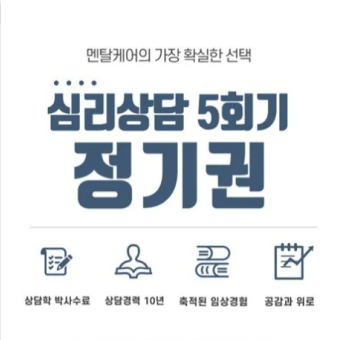 멘탈케어의 가장 확실한 선택
심리상담 5회기
정기권
상담학 박사수료
상담경력 10년
축적된 임상경험
공감과 위로